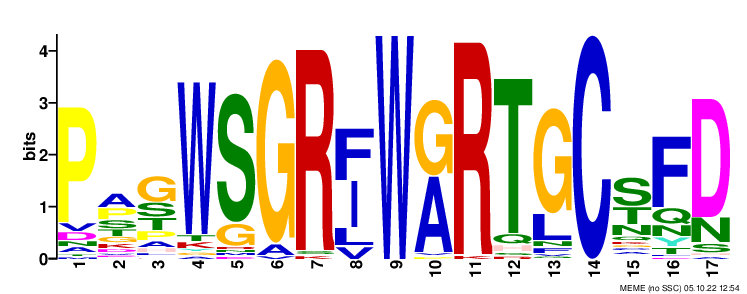 bits
4
3
2
1
0
P A G W S G R F W G R T G C S F D
V P S T G A I A Q L T Q N
D S T K L V N N S
N T P V
A G A
K
1 2 3 4 5 6 7 8 9 10 11 12 13 14 15 16 17
MEME (no SSC) 05.10.22 12:54